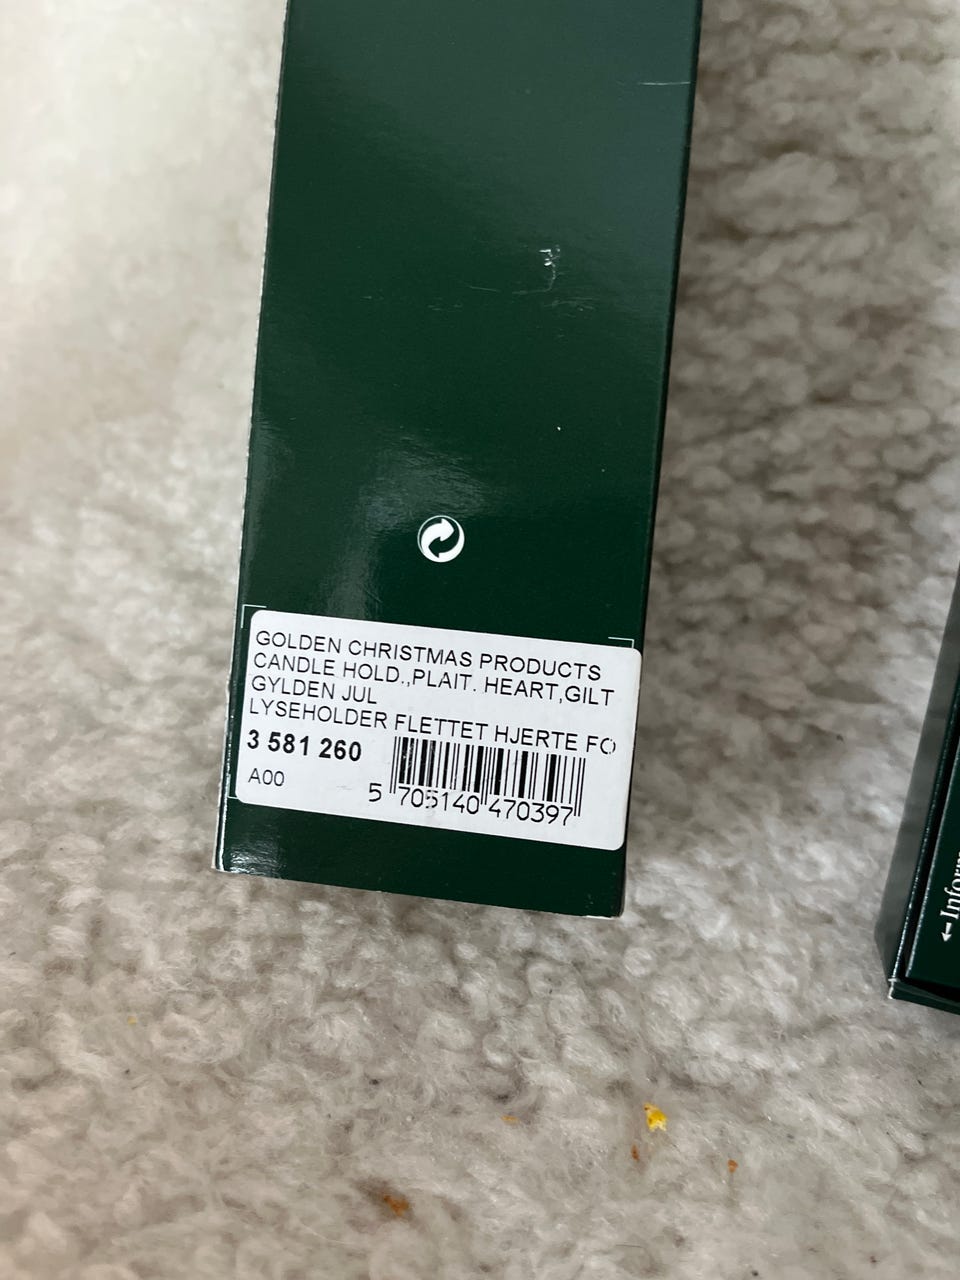 GOLDEN CHRISTMAS PRODUCTS
CANDLE HOLD.,PLAIT. HEART,GILT
GYLDEN JUL
LYSEHOLDER FLETTET HJERTE FO
3 581 260
A00
5 705140 470397
← Inform